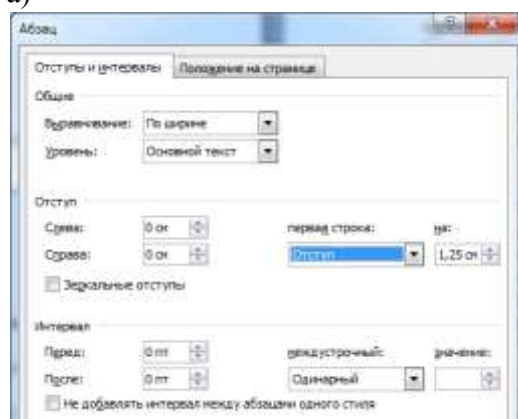 а)
Абзац
Отступы и интервалы Положение на странице
Общие
Выравнивание: По ширине
Уровень: Основной текст
Отступ
Слева: 0 см первая строка: на:
Справа: 0 см Отступ 1,25 см
Зеркальные отступы
Интервал
Перед: 0 пт междустрочный: значение:
После: 0 пт Одинарный
Не добавлять интервал между абзацами одного стиля